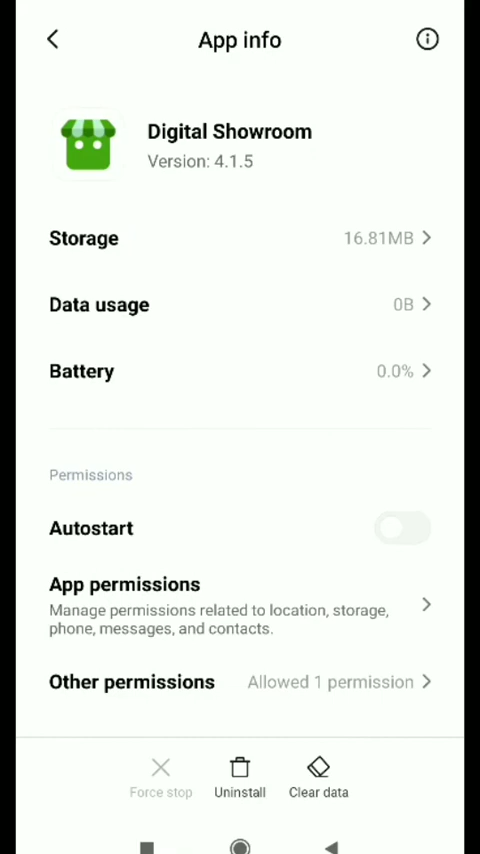 App info
Digital Showroom
Version: 4.1.5
Storage 16.81MB
Data usage 0B
Battery 0.0%
Permissions
Autostart
App permissions
Manage permissions related to location, storage,
phone, messages, and contacts.
Other permissions Allowed 1 permission
Force stop Uninstall Clear data